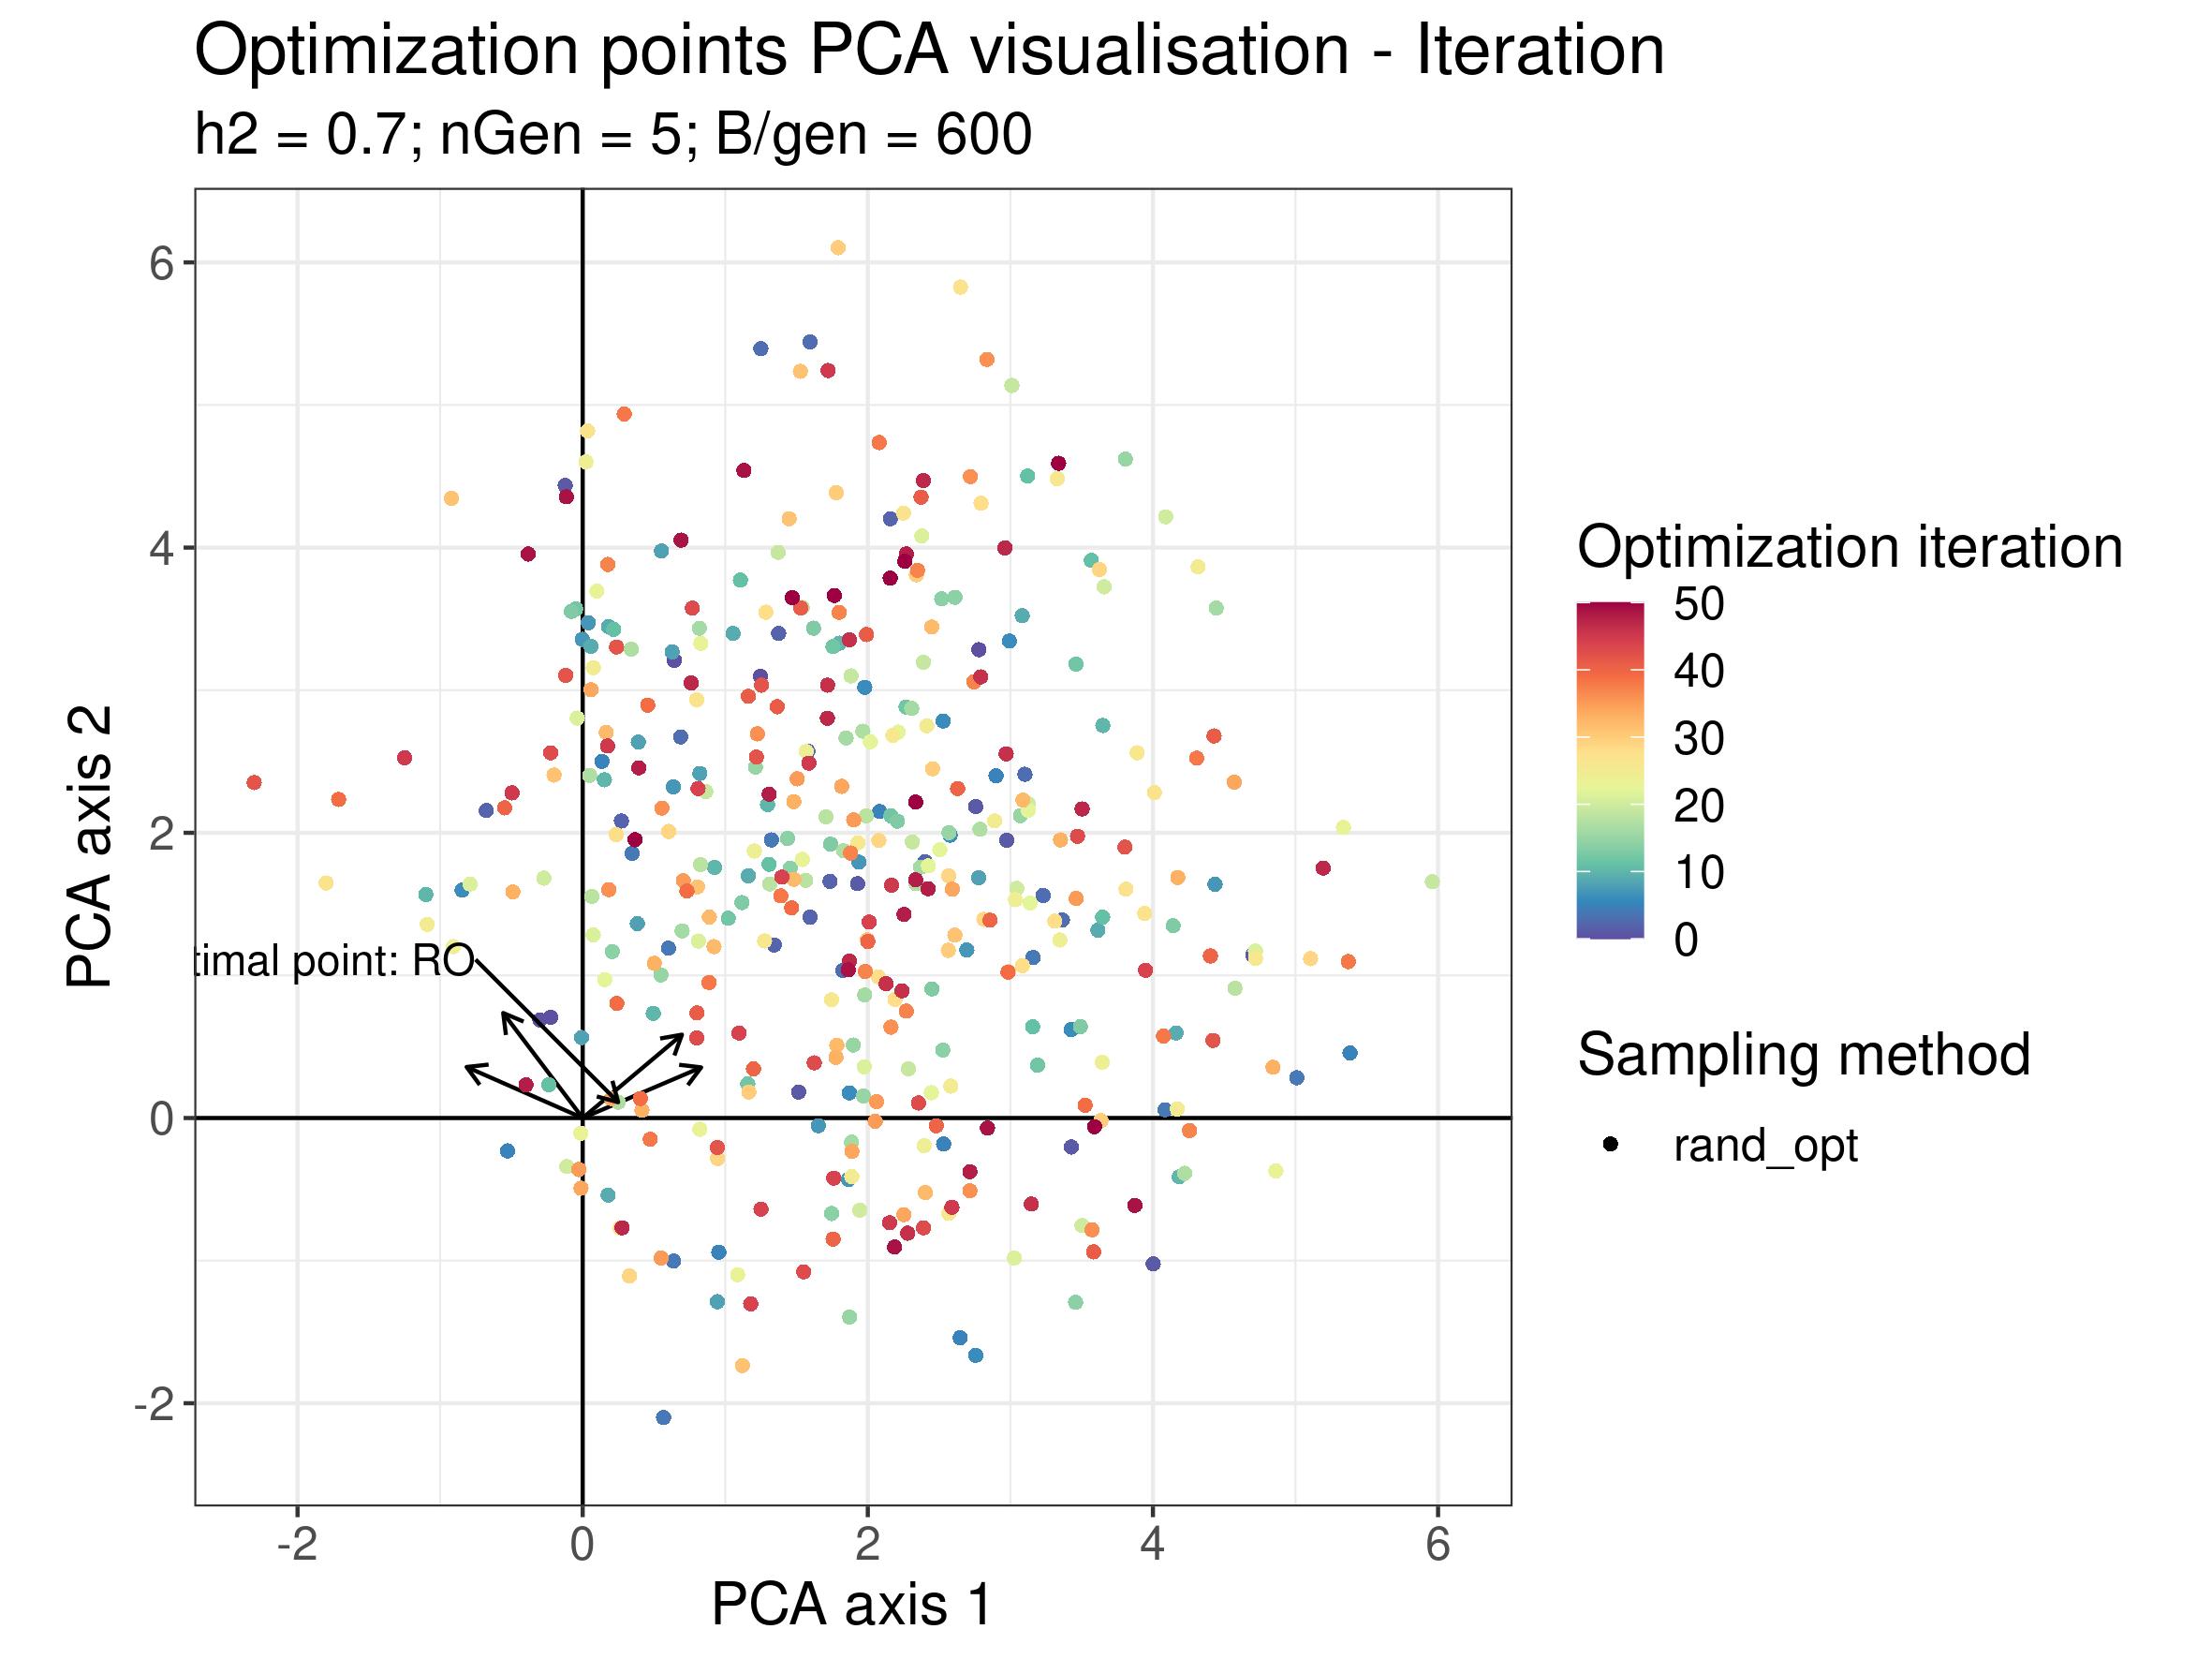 Optimization points PCA visualisation - Iteration
h2 = 0.7; nGen = 5; B/gen = 600
PCA axis 2
6
4
2
0
-2
timal point: RO
-2
0
2
4
6
PCA axis 1
Optimization iteration
50
40
30
20
10
0
Sampling method
rand_opt